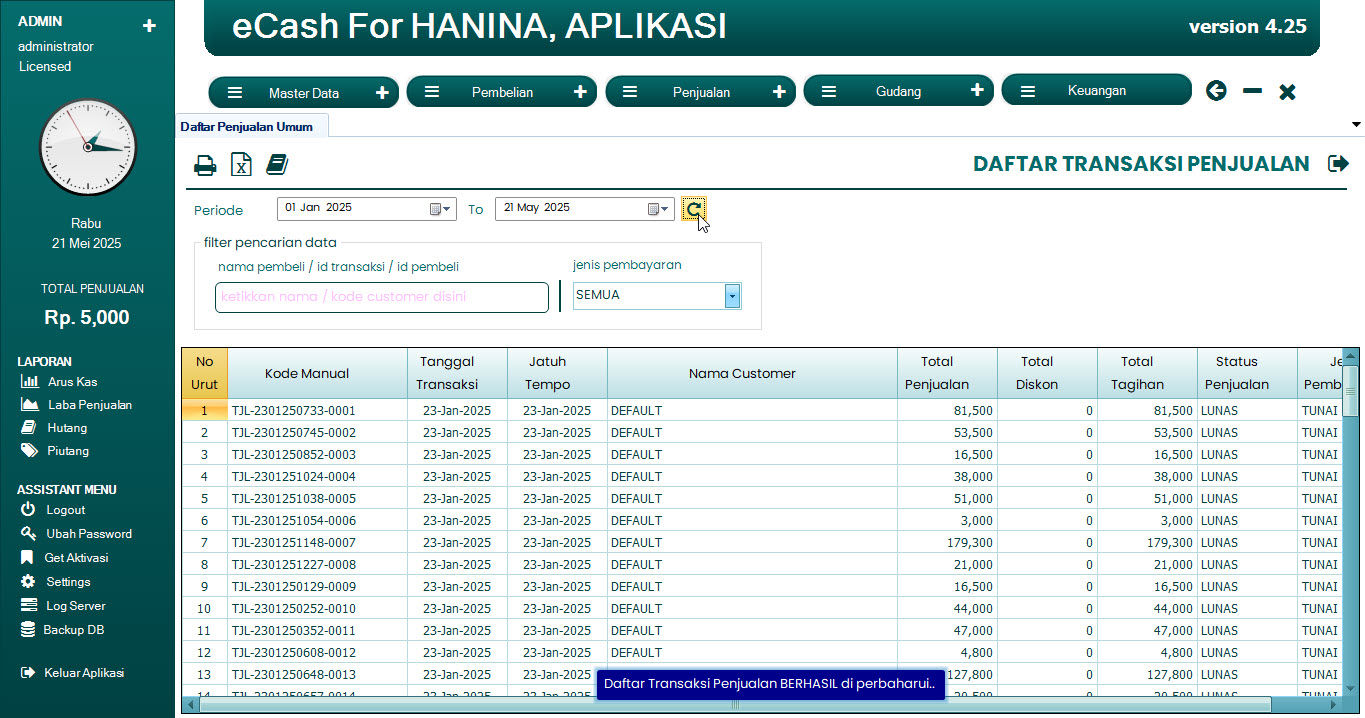 ADMIN
administrator
Licensed
Rabu
21 Mei 2025
TOTAL PENJUALAN
Rp. 5,000
LAPORAN
Arus Kas
Laba Penjualan
Hutang
Piutang
ASSISTANT MENU
Logout
Ubah Password
Get Aktivasi
Settings
Log Server
Backup DB
Keluar Aplikasi
eCash For HANINA, APLIKASI
version 4.25
Master Data Pembelian Penjualan Gudang Keuangan
Daftar Penjualan Umum
DAFTAR TRANSAKSI PENJUALAN
Periode 01 Jan 2025 To 21 May 2025
filter pencarian data
nama pembeli / id transaksi / id pembeli jenis pembayaran
ketikkan nama / kode customer disini SEMUA
No Urut Kode Manual Tanggal Transaksi Jatuh Tempo Nama Customer Total Penjualan Total Diskon Total Tagihan Status Penjualan
1 TJL-2301250733-0001 23-Jan-2025 23-Jan-2025 DEFAULT 81,500 0 81,500 LUNAS TUNAI
2 TJL-2301250745-0002 23-Jan-2025 23-Jan-2025 DEFAULT 53,500 0 53,500 LUNAS TUNAI
3 TJL-2301250852-0003 23-Jan-2025 23-Jan-2025 DEFAULT 16,500 0 16,500 LUNAS TUNAI
4 TJL-2301251024-0004 23-Jan-2025 23-Jan-2025 DEFAULT 38,000 0 38,000 LUNAS TUNAI
5 TJL-2301251038-0005 23-Jan-2025 23-Jan-2025 DEFAULT 51,000 0 51,000 LUNAS TUNAI
6 TJL-2301251054-0006 23-Jan-2025 23-Jan-2025 DEFAULT 3,000 0 3,000 LUNAS TUNAI
7 TJL-2301251148-0007 23-Jan-2025 23-Jan-2025 DEFAULT 179,300 0 179,300 LUNAS TUNAI
8 TJL-2301251227-0008 23-Jan-2025 23-Jan-2025 DEFAULT 21,000 0 21,000 LUNAS TUNAI
9 TJL-2301250129-0009 23-Jan-2025 23-Jan-2025 DEFAULT 16,500 0 16,500 LUNAS TUNAI
10 TJL-2301250252-0010 23-Jan-2025 23-Jan-2025 DEFAULT 44,000 0 44,000 LUNAS TUNAI
11 TJL-2301250352-0011 23-Jan-2025 23-Jan-2025 DEFAULT 47,000 0 47,000 LUNAS TUNAI
12 TJL-2301250608-0012 23-Jan-2025 23-Jan-2025 DEFAULT 4,800 0 4,800 LUNAS TUNAI
13 TJL-2301250648-0013 23-Jan-2025 23-Jan-2025 127,800 0 127,800 LUNAS TUNAI
Daftar Transaksi Penjualan BERHASIL di perbaharui..